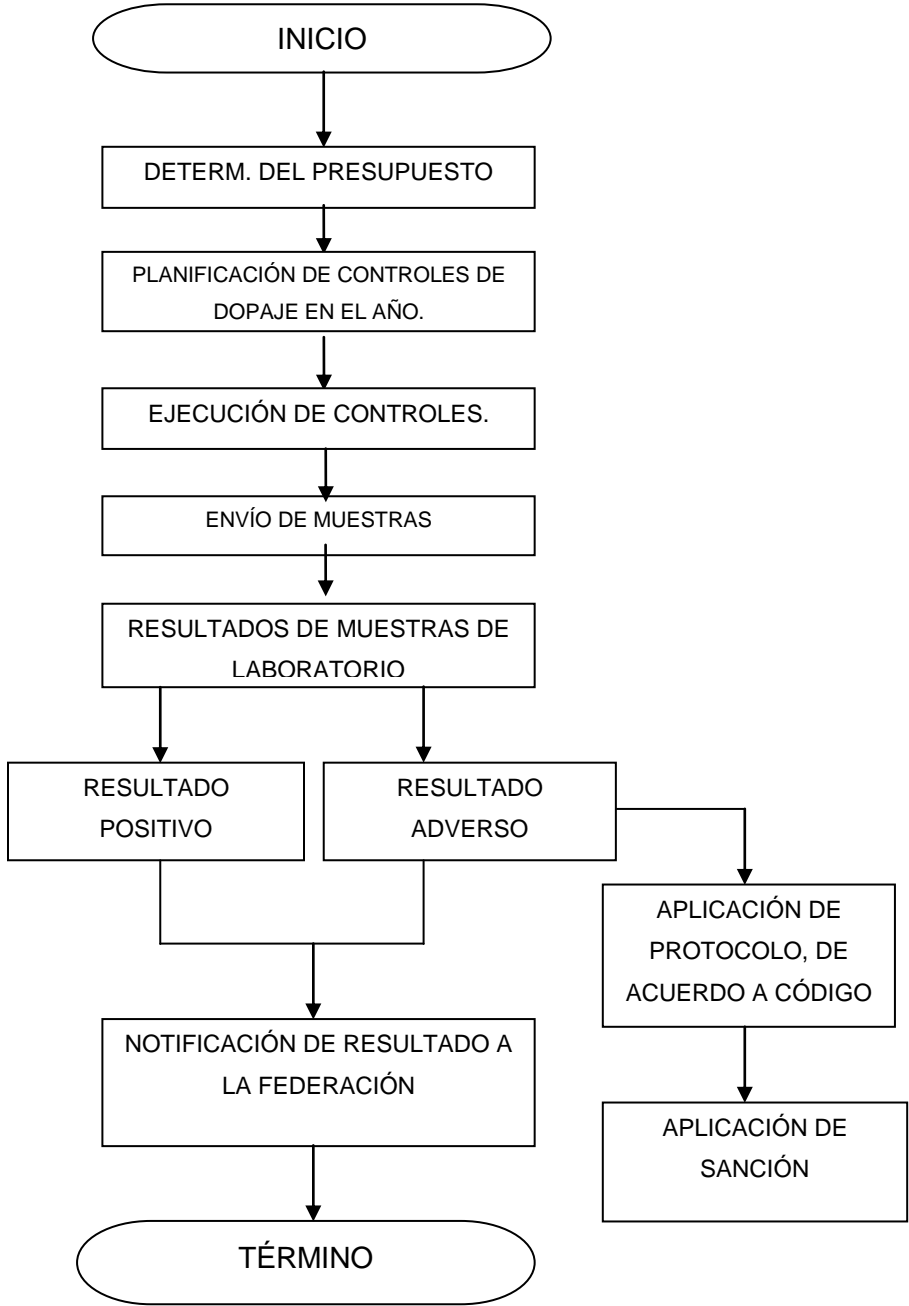 INICIO
DETERM. DEL PRESUPUESTO
PLANIFICACIÓN DE CONTROLES DE
DOPAJE EN EL AÑO.
EJECUCIÓN DE CONTROLES.
ENVÍO DE MUESTRAS
RESULTADOS DE MUESTRAS DE
LABORATORIO
RESULTADO
POSITIVO
RESULTADO
ADVERSO
APLICACIÓN DE
PROTOCOLO, DE
ACUERDO A CÓDIGO
NOTIFICACIÓN DE RESULTADO A
LA FEDERACIÓN
APLICACIÓN DE
SANCIÓN
TÉRMINO